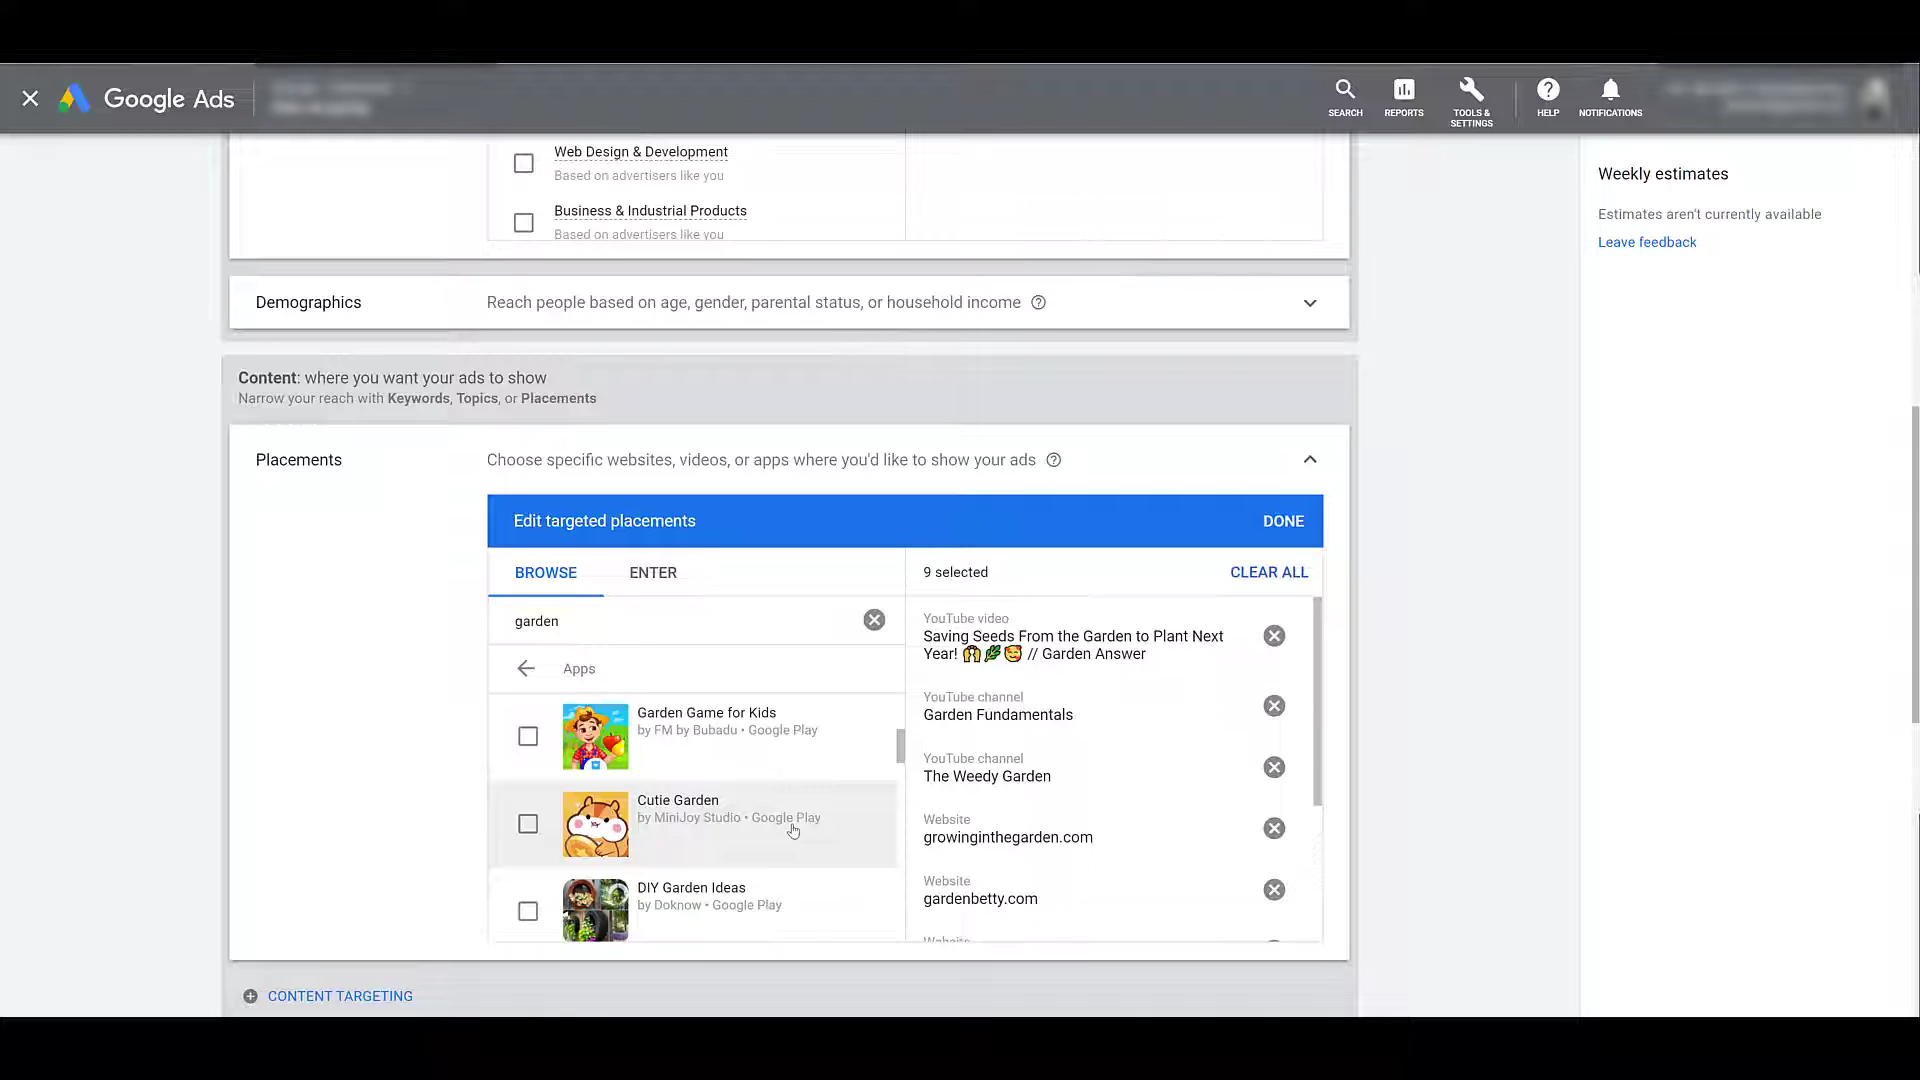 Google Ads
SEARCH
REPORTS
TOOLS &
SETTINGS
HELP
NOTIFICATIONS
Web Design & Development
Based on advertisers like you
Business & Industrial Products
Based on advertisers like you
Weekly estimates
Estimates aren't currently available
Leave feedback
Demographics
Reach people based on age, gender, parental status, or household income
Content: where you want your ads to show
Narrow your reach with Keywords, Topics, or Placements
Placements
Choose specific websites, videos, or apps where you'd like to show your ads
Edit targeted placements
DONE
BROWSE
ENTER
9 selected
CLEAR ALL
garden
Apps
Garden Game for Kids
by FM by Bubadu • Google Play
Cutie Garden
by MiniJoy Studio • Google Play
DIY Garden Ideas
by Doknow • Google Play
YouTube video
Saving Seeds From the Garden to Plant Next
Year! 🙌🌿🥰 // Garden Answer
YouTube channel
Garden Fundamentals
YouTube channel
The Weedy Garden
Website
growinginthegarden.com
Website
gardenbetty.com
Website
CONTENT TARGETING